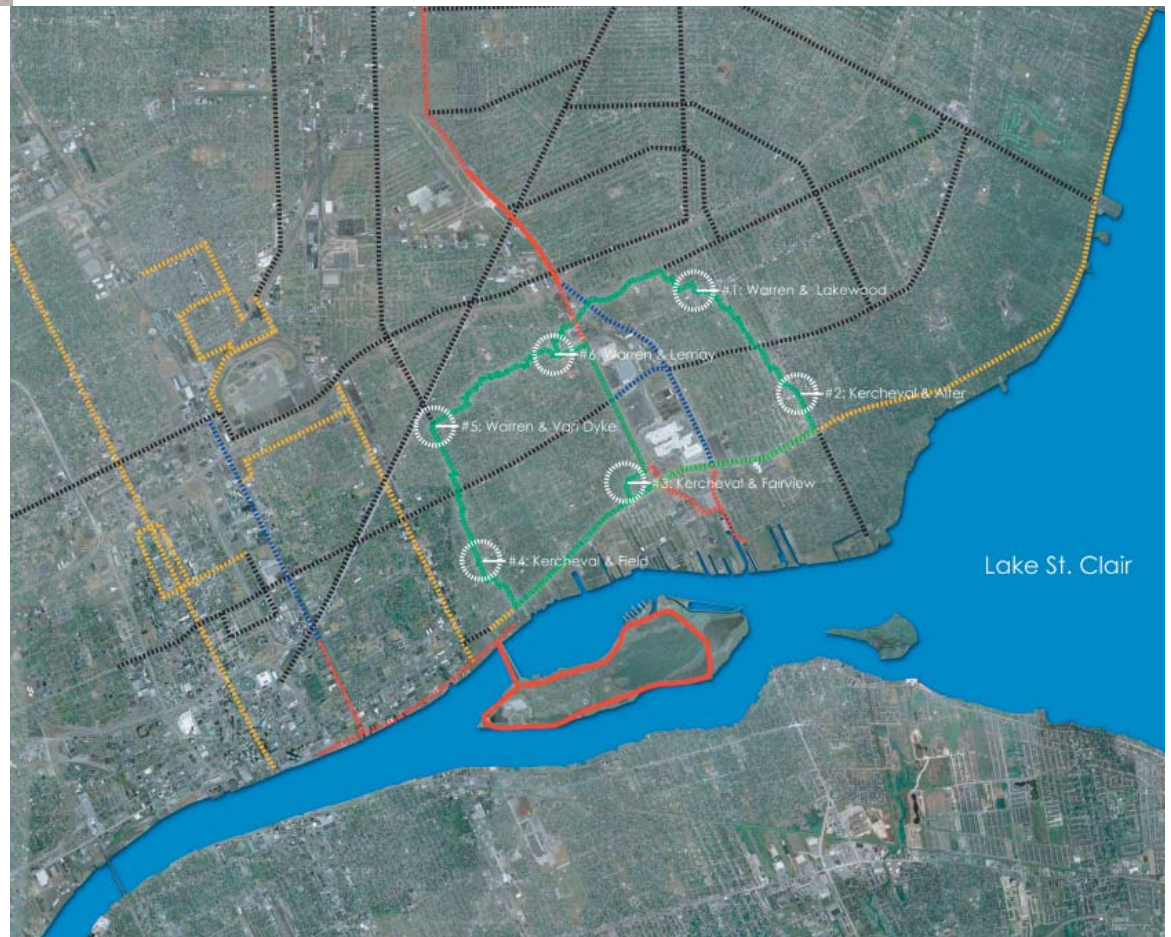 #1: Warren & Lakewood
#6: Warren & Lemay
#2: Kercheval & Alter
#5: Warren & Van Dyke
#3: Kercheval & Fairview
#4: Kercheval & Field
Lake St. Clair